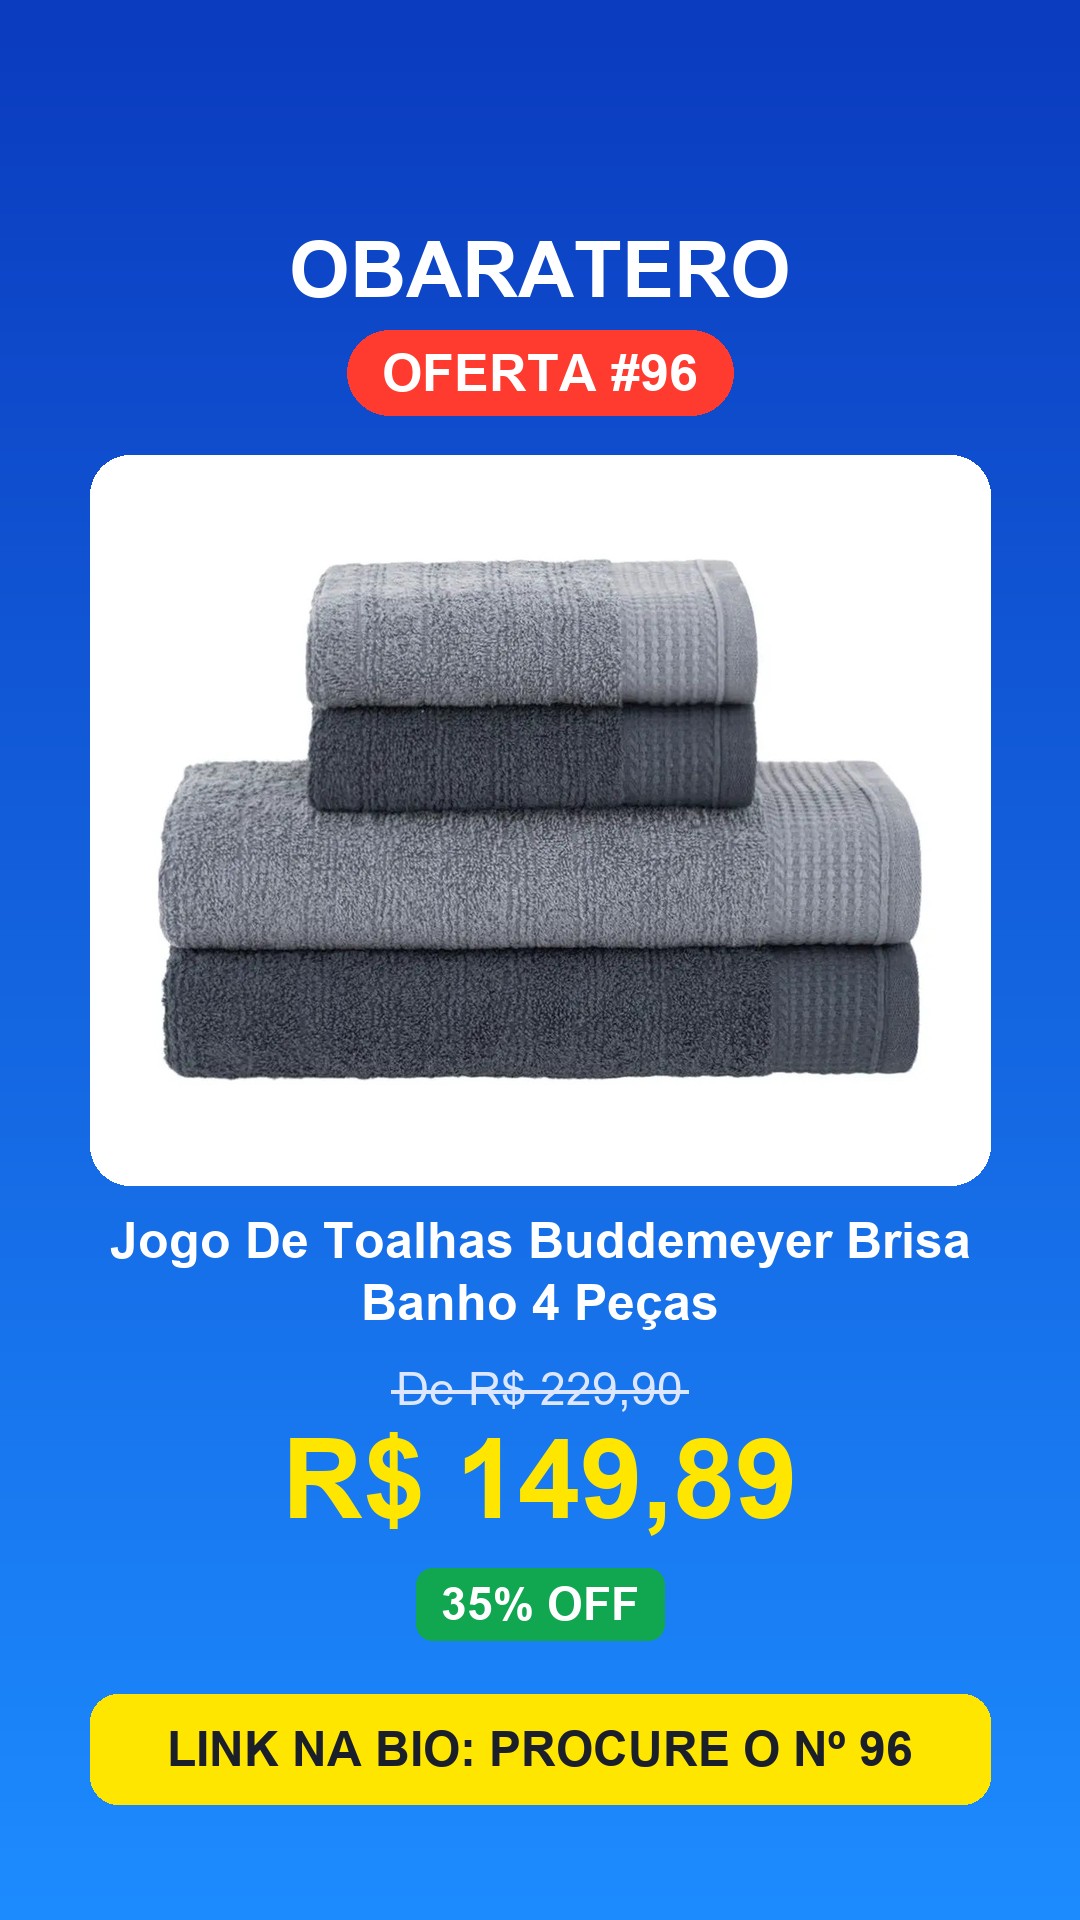 OBARATERO
OFERTA #96
Jogo De Toalhas Buddemeyer Brisa
Banho 4 Peças
De R$ 229,90
R$ 149,89
35% OFF
LINK NA BIO: PROCURE O Nº 96